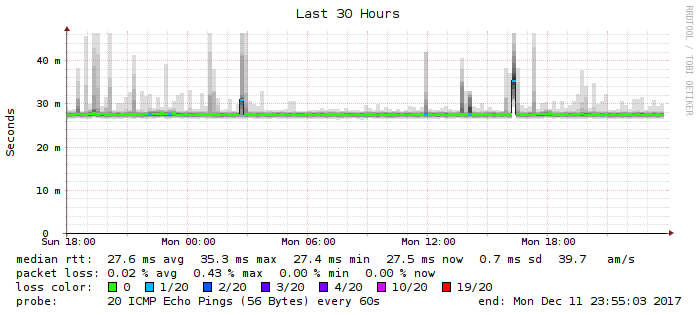 Last 30 Hours
RRDTOOL / TOBI OETIKER
Seconds
40 m
30 m
20 m
10 m
0
Sun 18:00 Mon 00:00 Mon 06:00 Mon 12:00 Mon 18:00
median rtt: 27.6 ms avg 35.3 ms max 27.4 ms min 27.5 ms now 0.7 ms sd 39.7 am/s
packet loss: 0.02 % avg 0.43 % max 0.00 % min 0.00 % now
loss color: 0 1/20 2/20 3/20 4/20 10/20 19/20
probe: 20 ICMP Echo Pings (56 Bytes) every 60s end: Mon Dec 11 23:55:03 2017